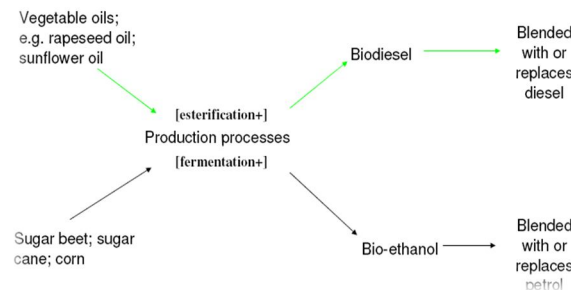 Vegetable oils;
e.g. rapeseed oil;
sunflower oil
Biodiesel
Blended
with or
replaces
diesel
[esterification+]
Production processes
[fermentation+]
Sugar beet; sugar
cane; corn
Bio-ethanol
Blended
with or
replaces
petrol